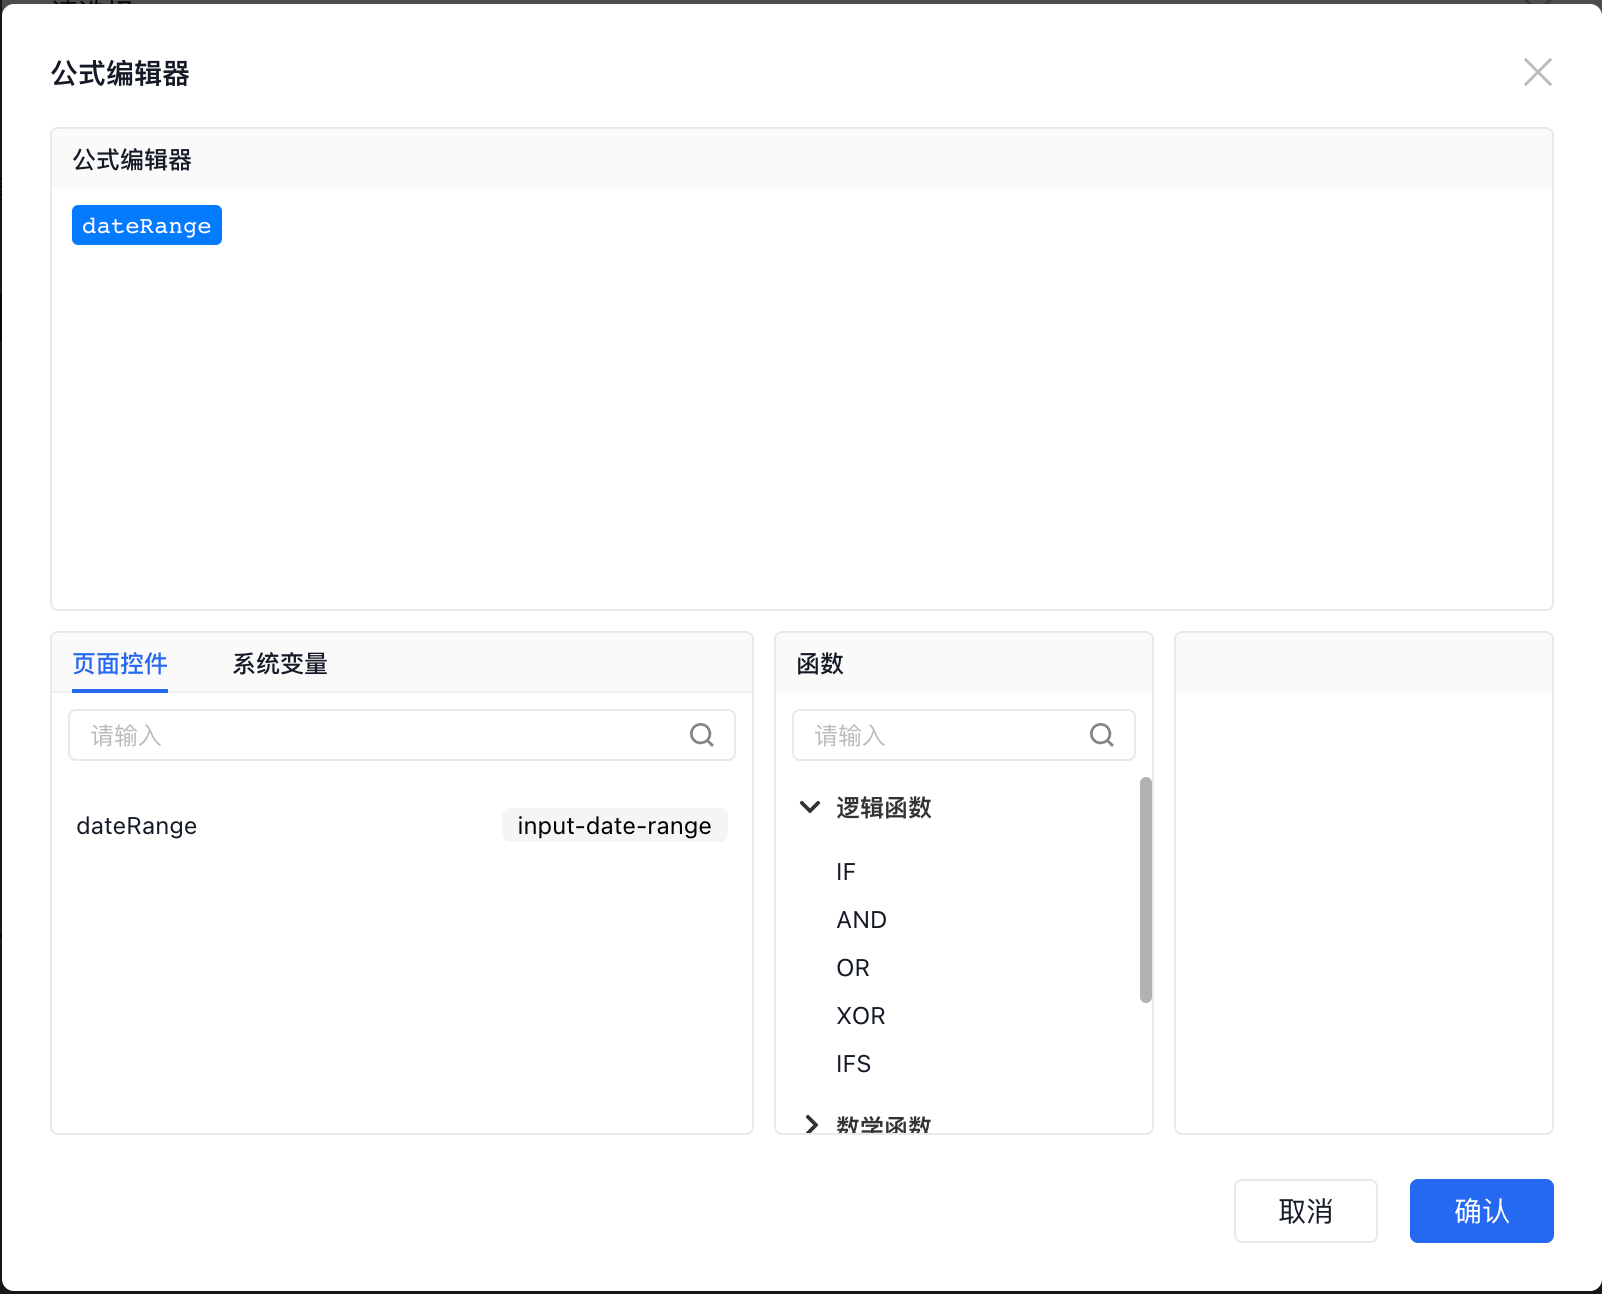 公式编辑器
公式编辑器
dateRange
页面控件 系统变量
请输入
dateRange input-date-range
函数
请输入
逻辑函数
IF
AND
OR
XOR
IFS
数学函数
取消 确认